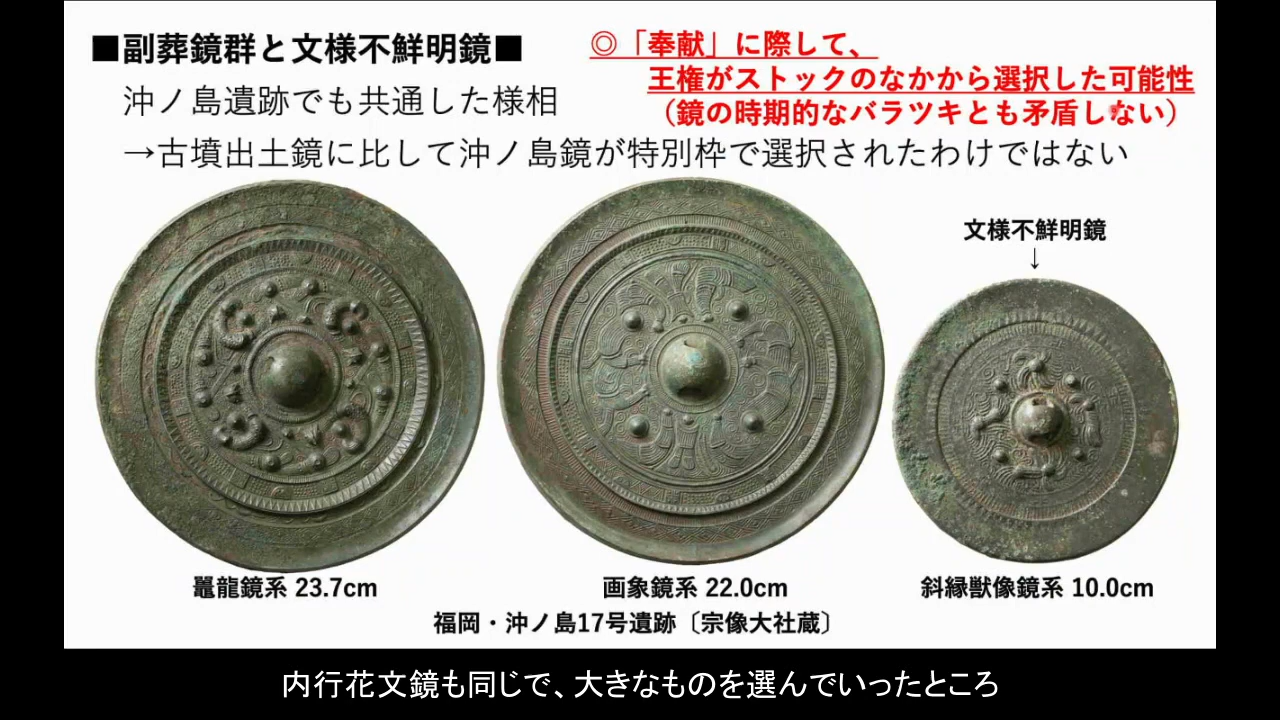 ■副葬鏡群と文様不鮮明鏡■
◎「奉献」に際して、
王権がストックのなかから選択した可能性
（鏡の時期的なバラツキとも矛盾しない）
沖ノ島遺跡でも共通した様相
→古墳出土鏡に比して沖ノ島鏡が特別枠で選択されたわけではない
文様不鮮明鏡
↓
鼉龍鏡系 23.7cm
画象鏡系 22.0cm
斜縁獣像鏡系 10.0cm
福岡・沖ノ島17号遺跡〔宗像大社蔵〕
内行花文鏡も同じで、大きなものを選んでいったところ